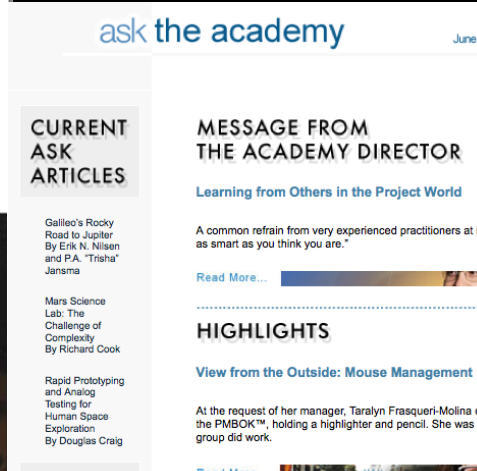 ask the academy
June
CURRENT
ASK
ARTICLES
Galileo's Rocky
Road to Jupiter
By Erik N. Nilsen
and P.A. "Trisha"
Jansma
Mars Science
Lab: The
Challenge of
Complexity
By Richard Cook
Rapid Prototyping
and Analog
Testing for
Human Space
Exploration
By Douglas Craig
MESSAGE FROM
THE ACADEMY DIRECTOR
Learning from Others in the Project World
A common refrain from very experienced practitioners at
as smart as you think you are."
Read More...
HIGHLIGHTS
View from the Outside: Mouse Management
At the request of her manager, Taralyn Frasqueri-Molina
the PMBOK™, holding a highlighter and pencil. She was
group did work.
Read More